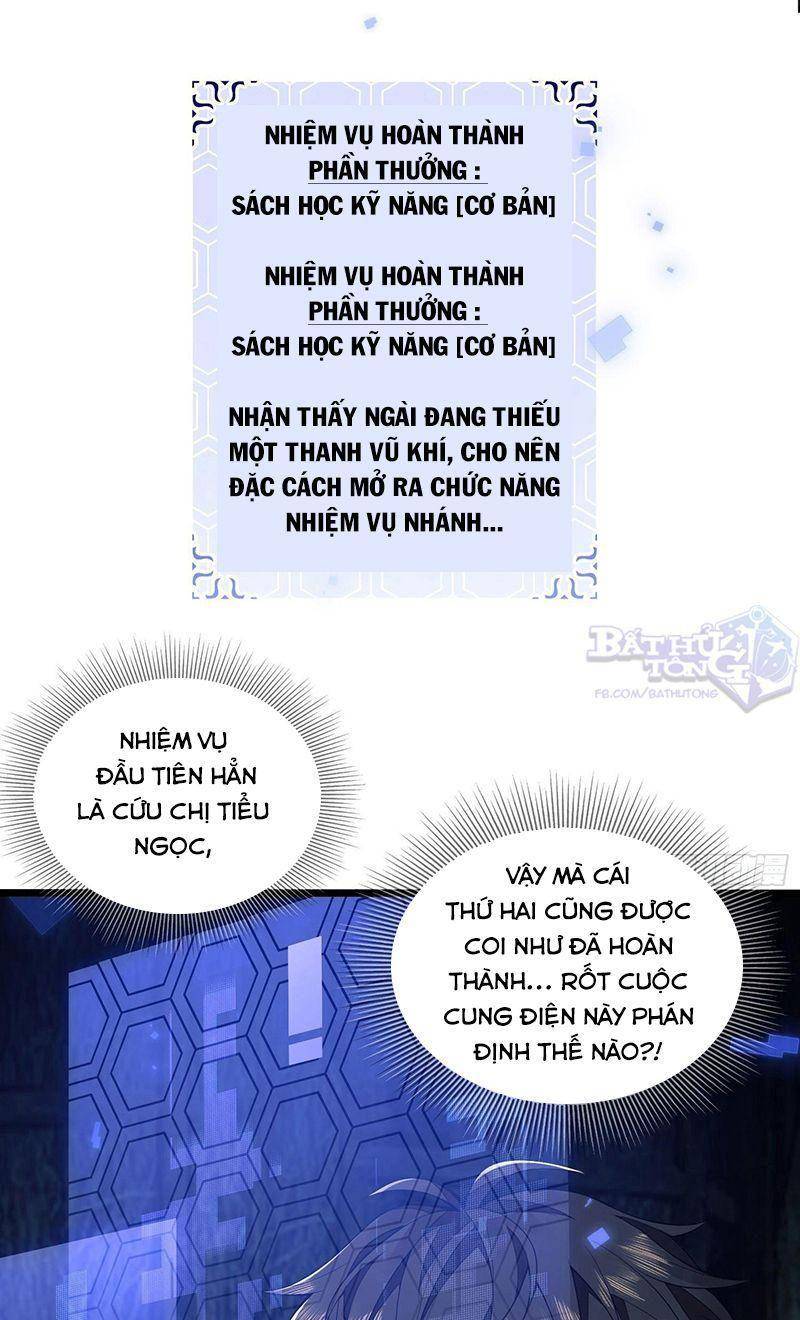 NHIỆM VỤ HOÀN THÀNH
PHẦN THƯỞNG :
SÁCH HỌC KỸ NĂNG [CƠ BẢN]
NHIỆM VỤ HOÀN THÀNH
PHẦN THƯỞNG :
SÁCH HỌC KỸ NĂNG [CƠ BẢN]
NHẬN THẤY NGÀI ĐANG THIẾU
MỘT THANH VŨ KHÍ, CHO NÊN
ĐẶC CÁCH MỞ RA CHỨC NĂNG
NHIỆM VỤ NHÁNH...
BẤT HỦ
TÔNG
FB.COM/BATHUTONG
NHIỆM VỤ
ĐẦU TIÊN HẲN
LÀ CỨU CHỊ TIỂU
NGỌC,
VẬY MÀ CÁI
THỨ HAI CŨNG ĐƯỢC
COI NHƯ ĐÃ HOÀN
THÀNH... RỐT CUỘC
CUNG ĐIỆN NÀY PHÁN
ĐỊNH THẾ NÀO?!